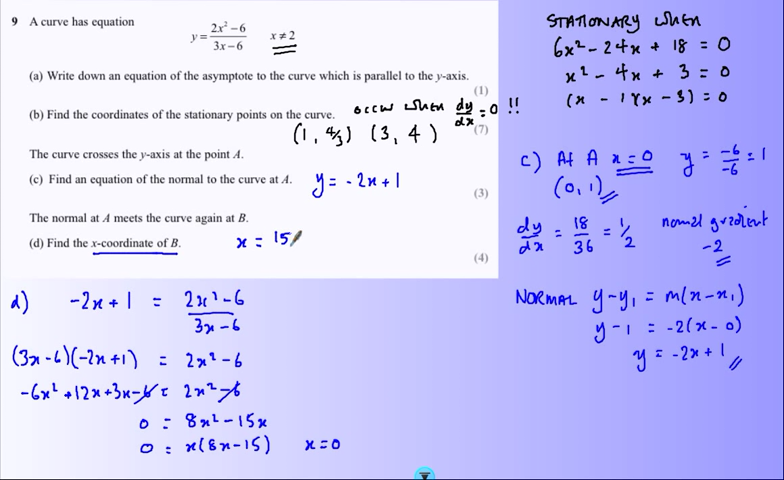 9 A curve has equation
y = (2x² − 6)/(3x − 6)   x ≠ 2
(a) Write down an equation of the asymptote to the curve which is parallel to the y-axis.
(1)
(b) Find the coordinates of the stationary points on the curve. occur when dy/dx = 0 !!
(1, 4/3) (3, 4)
(7)
The curve crosses the y-axis at the point A.
(c) Find an equation of the normal to the curve at A. y = -2x + 1
(3)
The normal at A meets the curve again at B.
(d) Find the x-coordinate of B. x = 15/
(4)
STATIONARY WHEN
6x² - 24x + 18 = 0
x² - 4x + 3 = 0
(x - 1)(x - 3) = 0
c) At A x = 0 y = -6/-6 = 1
(0, 1)
dy/dx = 18/36 = 1/2 normal gradient
-2
NORMAL y - y₁ = m(x - x₁)
y - 1 = -2(x - 0)
y = -2x + 1
d) -2x + 1 = (2x² - 6)/(3x - 6)
(3x - 6)(-2x + 1) = 2x² - 6
-6x² + 12x + 3x - 6 = 2x² - 6
0 = 8x² - 15x
0 = x(8x - 15) x = 0